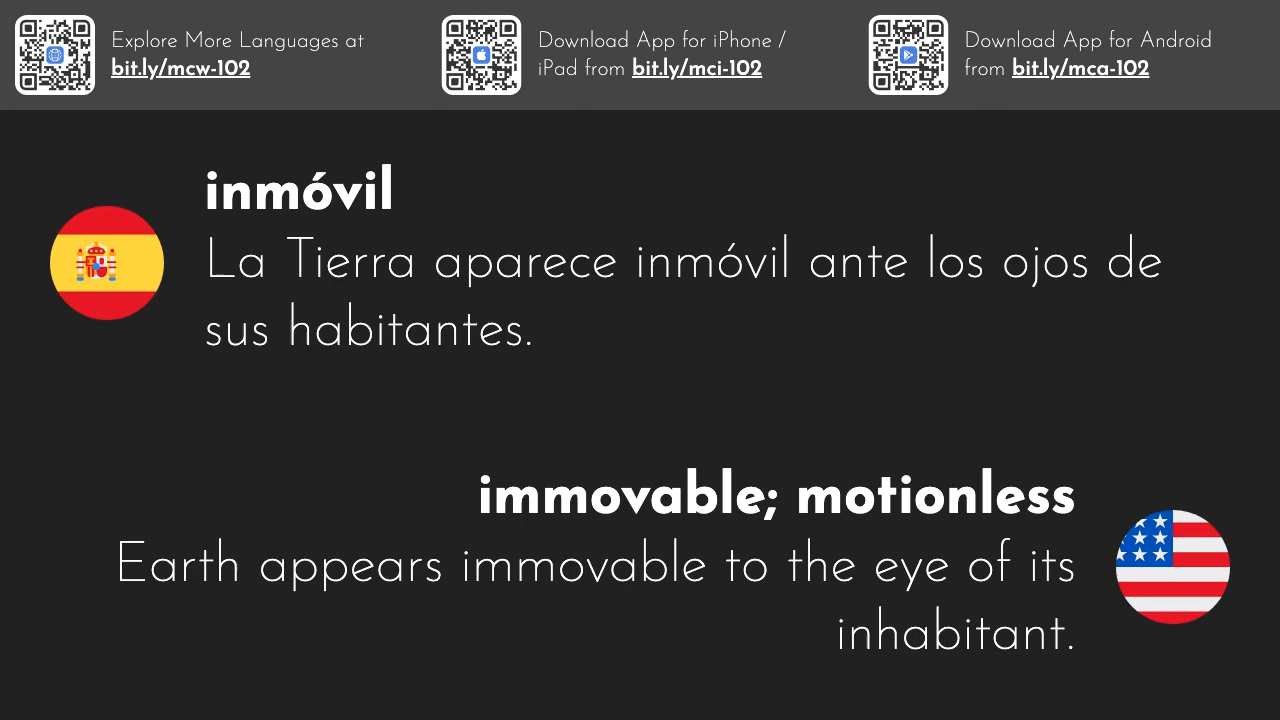 Explore More Languages at
bit.ly/mcw-102
Download App for iPhone /
iPad from bit.ly/mci-102
Download App for Android
from bit.ly/mca-102
inmóvil
La Tierra aparece inmóvil ante los ojos de
sus habitantes.
immovable; motionless
Earth appears immovable to the eye of its
inhabitant.